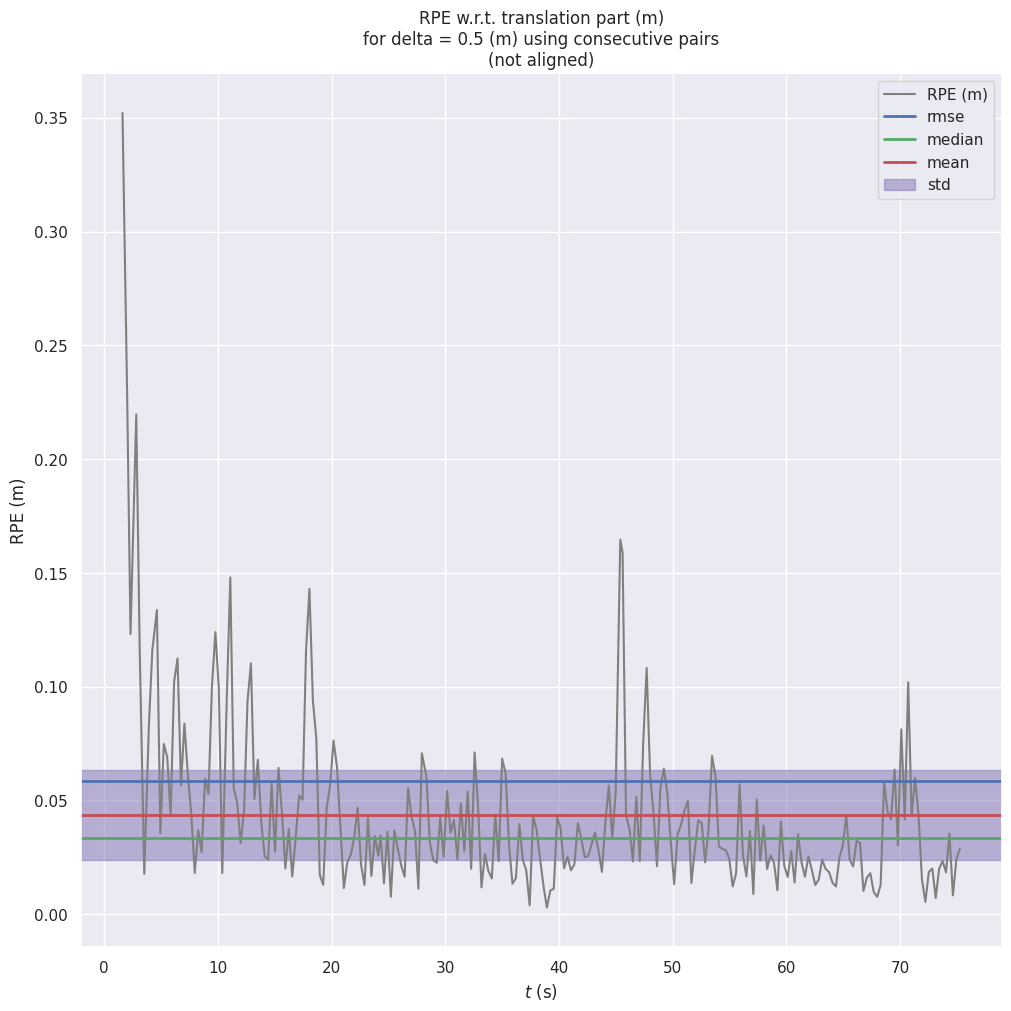 RPE w.r.t. translation part (m)
for delta = 0.5 (m) using consecutive pairs
(not aligned)
RPE (m)
rmse
median
mean
std
0.35
0.30
0.25
0.20
0.15
0.10
0.05
0.00
RPE (m)
0 10 20 30 40 50 60 70
t (s)